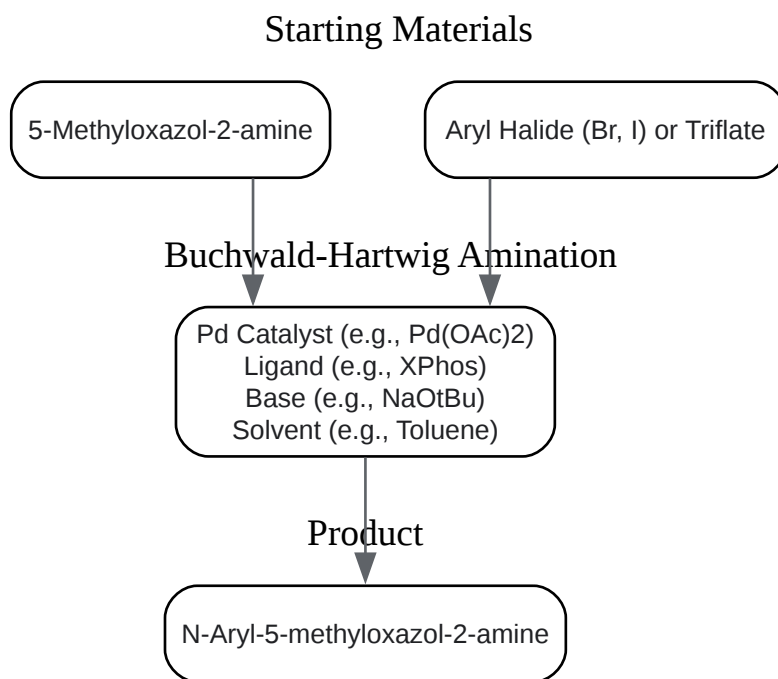 Starting Materials
5-Methyloxazol-2-amine
Aryl Halide (Br, I) or Triflate
Buchwald-Hartwig Amination
Pd Catalyst (e.g., Pd(OAc)2)
Ligand (e.g., XPhos)
Base (e.g., NaOtBu)
Solvent (e.g., Toluene)
Product
N-Aryl-5-methyloxazol-2-amine